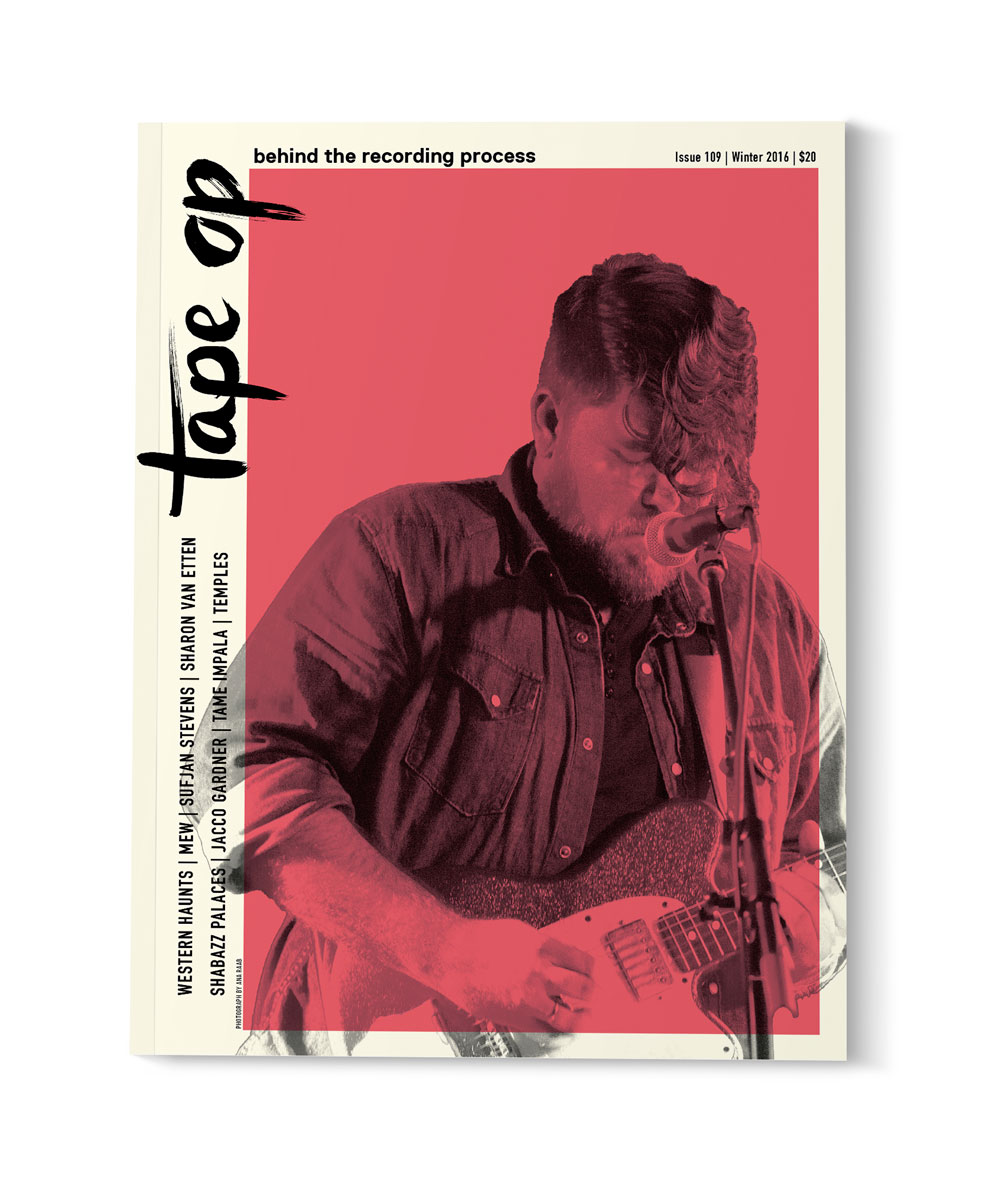 behind the recording process
Issue 109 | Winter 2016 | $20
tape op
WESTERN HAUNTS | MEW | SUFJAN STEVENS | SHARON VAN ETTEN
SHABAZZ PALACES | JACCO GARDNER | TAME IMPALA | TEMPLES
PHOTOGRAPH BY ANA RAAB